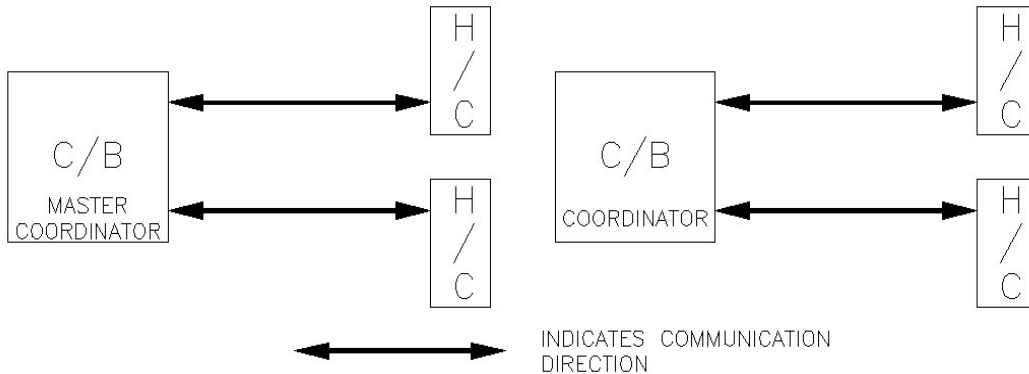 H
/
C
H
/
C
C/B
MASTER
COORDINATOR
C/B
COORDINATOR
H
/
C
H
/
C
INDICATES COMMUNICATION
DIRECTION